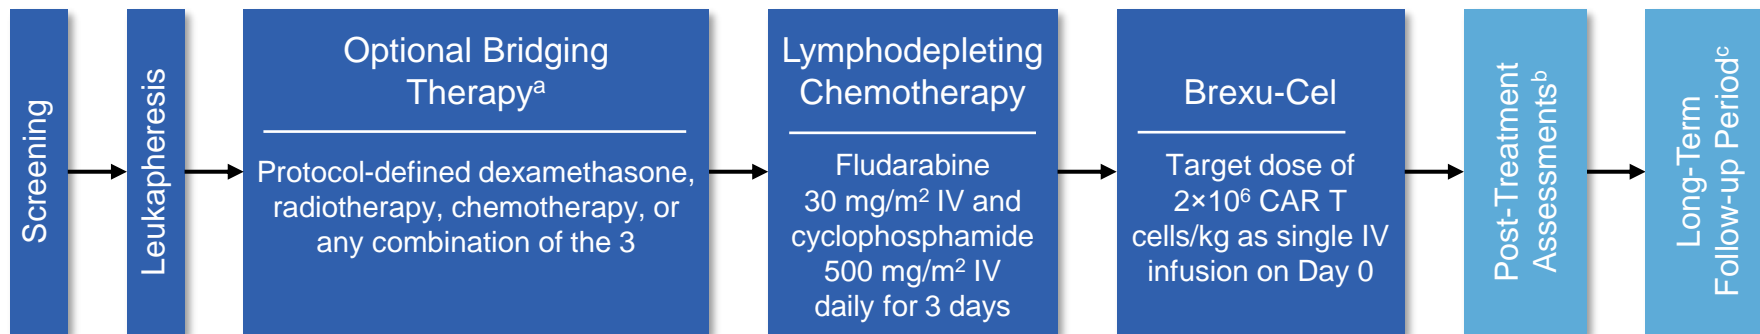 Screening
Leukapheresis
Optional Bridging
Therapyᵃ
Protocol-defined dexamethasone,
radiotherapy, chemotherapy, or
any combination of the 3
Lymphodepleting
Chemotherapy
Fludarabine
30 mg/m² IV and
cyclophosphamide
500 mg/m² IV
daily for 3 days
Brexu-Cel
Target dose of
2×10⁶ CAR T
cells/kg as single IV
infusion on Day 0
Post-Treatment
Assessmentsᵇ
Long-Term
Follow-up Periodᶜ